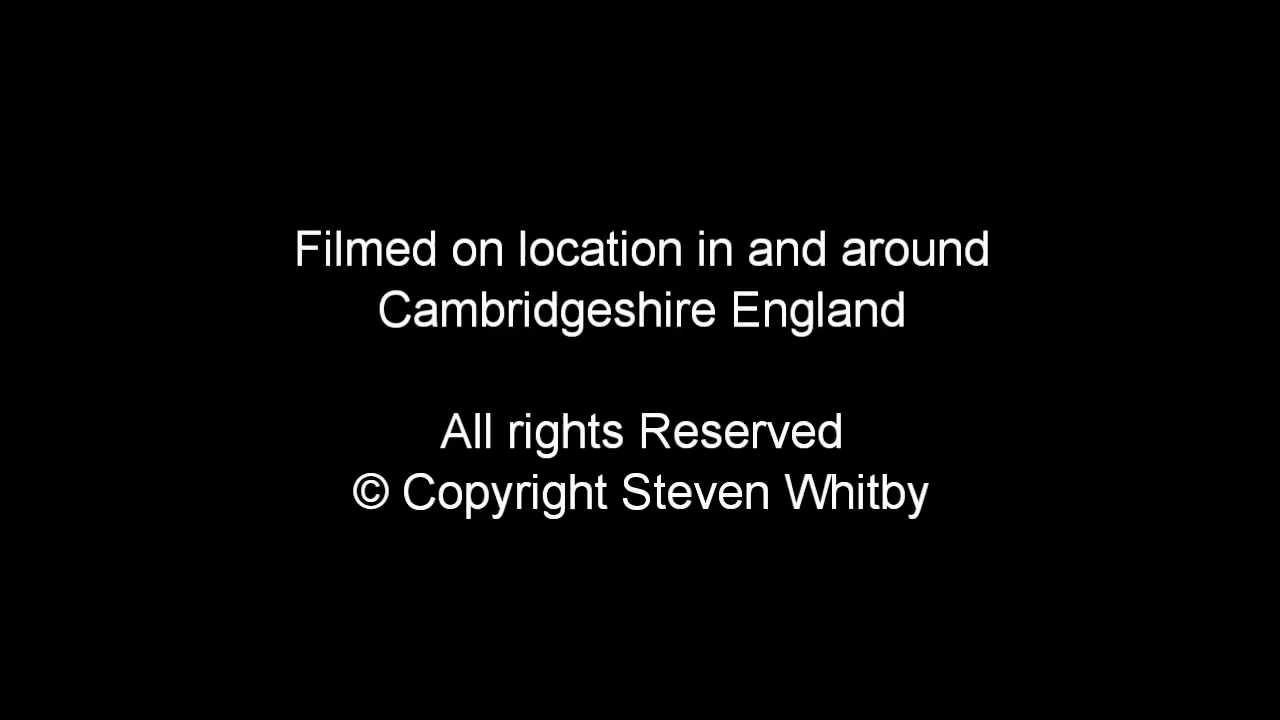 Filmed on location in and around
Cambridgeshire England
All rights Reserved
© Copyright Steven Whitby